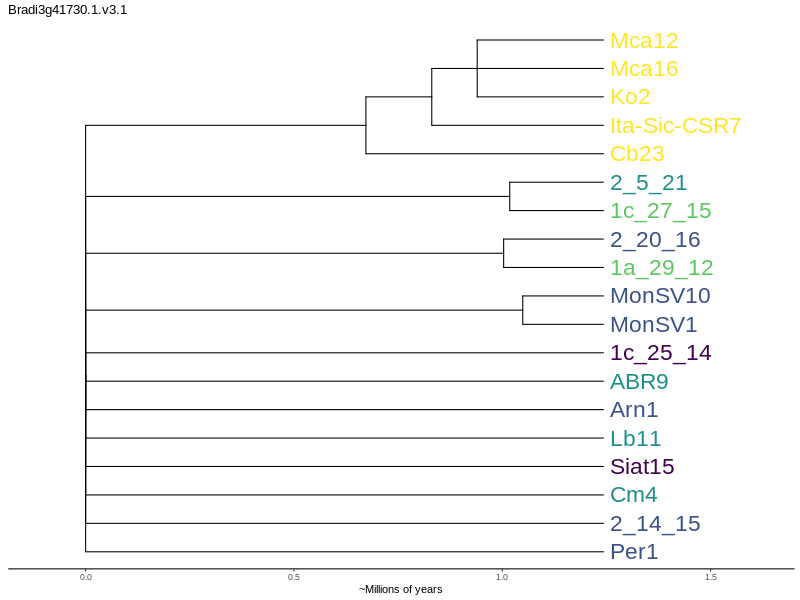 Bradi3g41730.1.v3.1
Mca12
Mca16
Ko2
Ita-Sic-CSR7
Cb23
2_5_21
1c_27_15
2_20_16
1a_29_12
MonSV10
MonSV1
1c_25_14
ABR9
Arn1
Lb11
Siat15
Cm4
2_14_15
Per1
0.0 0.5 1.0 1.5
~Millions of years